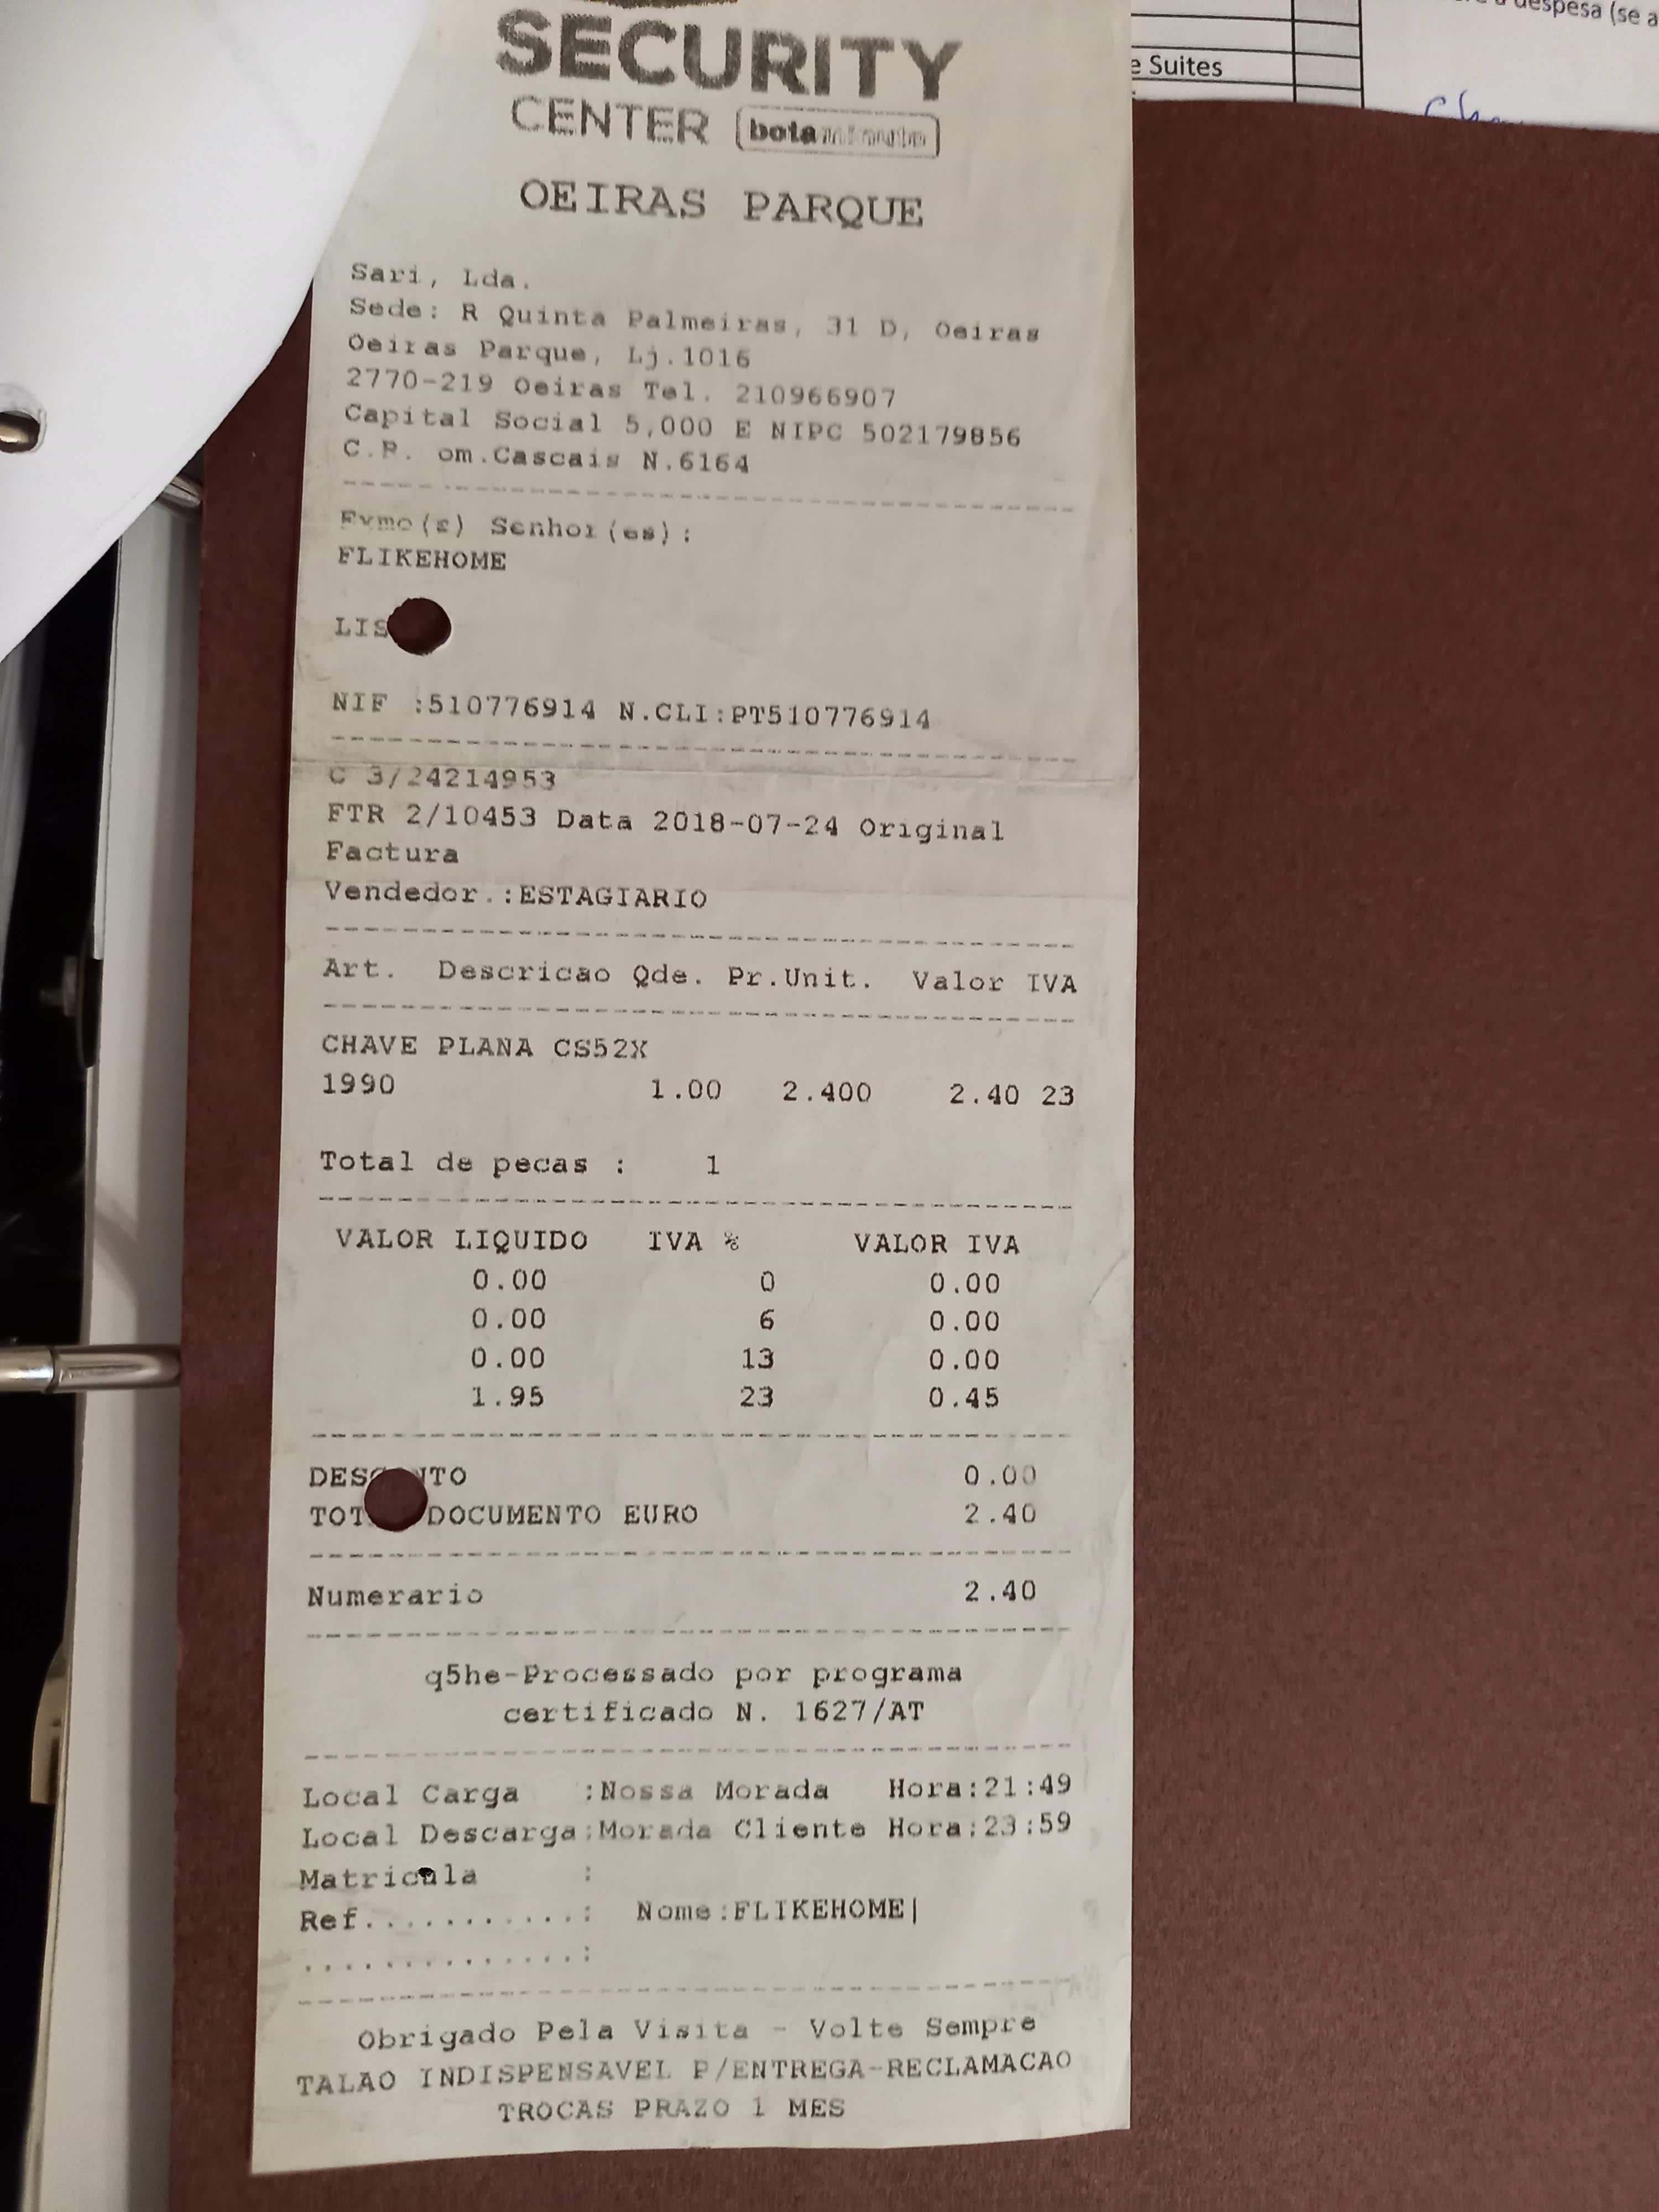 SECURITY
CENTER bota
OEIRAS PARQUE
Sari, Lda.
Sede: R Quinta Palmeiras, 31 D, Oeiras
Oeiras Parque, Lj.1016
2770-219 Oeiras Tel. 210966907
Capital Social 5,000 E NIPC 502179856
C.R. om.Cascais N.6164
Exmo(s) Senhor(es):
FLIKEHOME
LIS
NIF :510776914 N.CLI:PT510776914
C 3/24214953
FTR 2/10453 Data 2018-07-24 Original
Factura
Vendedor.:ESTAGIARIO
Art. Descricao Qde. Pr.Unit. Valor IVA
CHAVE PLANA CS52X
1990 1.00 2.400 2.40 23
Total de pecas : 1
VALOR LIQUIDO IVA % VALOR IVA
0.00 0 0.00
0.00 6 0.00
0.00 13 0.00
1.95 23 0.45
DESC NTO 0.00
TOT DOCUMENTO EURO 2.40
Numerario 2.40
q5he-Processado por programa
certificado N. 1627/AT
Local Carga :Nossa Morada Hora:21:49
Local Descarga:Morada Cliente Hora:23:59
Matricula :
Ref...........: Nome:FLIKEHOME|
..............:
Obrigado Pela Visita - Volte Sempre
TALAO INDISPENSAVEL P/ENTREGA-RECLAMACAO
TROCAS PRAZO 1 MES
despesa (se a
e Suites